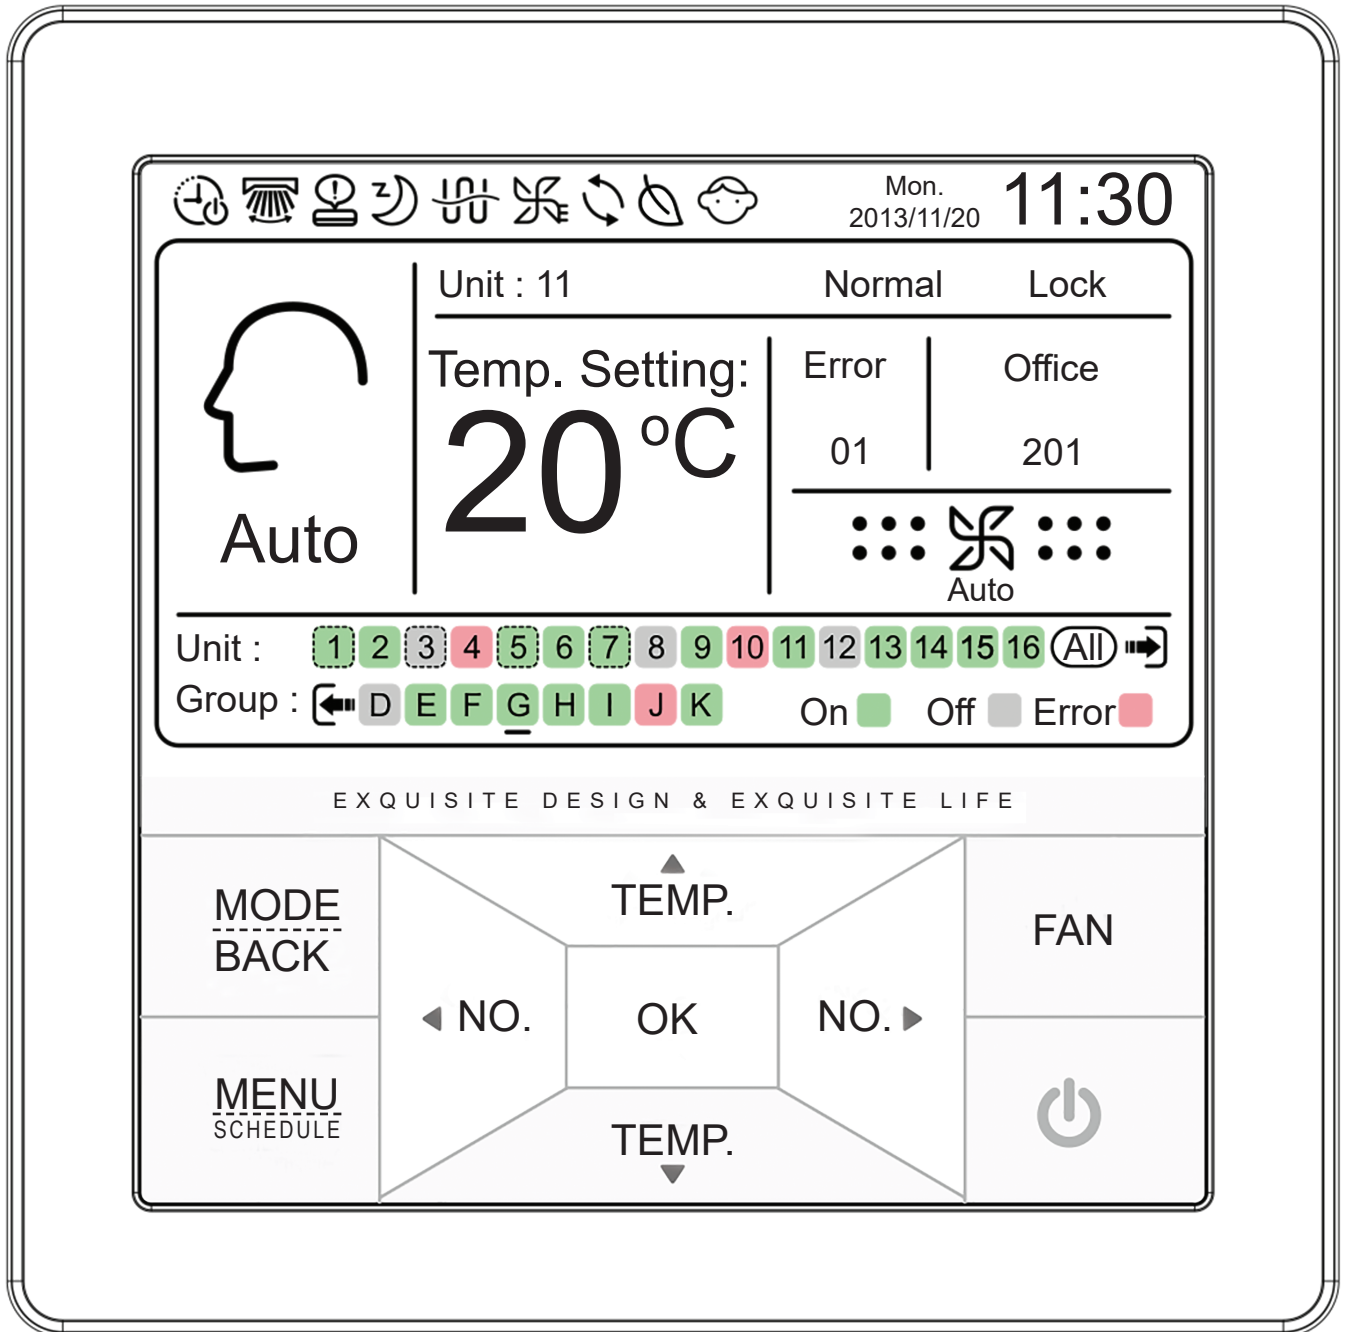 Mon.
2013/11/20
11:30
Unit : 11 Normal Lock
Temp. Setting:
20°C
Error
01
Office
201
Auto
Auto
Unit : 1 2 3 4 5 6 7 8 9 10 11 12 13 14 15 16 All
Group : D E F G H I J K On Off Error
EXQUISITE DESIGN & EXQUISITE LIFE
MODE
BACK
TEMP.
FAN
NO. OK NO.
MENU
SCHEDULE
TEMP.